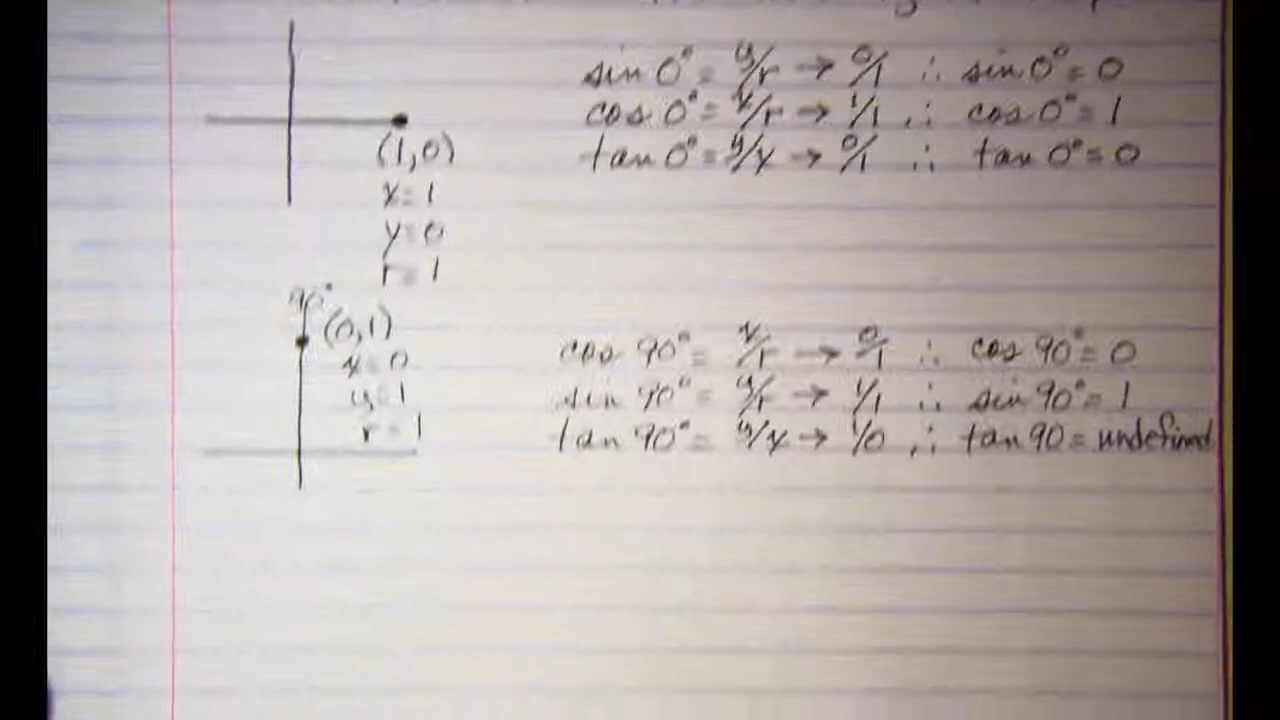 sin 0° = y/r → 0/1 ∴ sin 0° = 0
cos 0° = x/r → 1/1 ∴ cos 0° = 1
tan 0° = y/x → 0/1 ∴ tan 0° = 0
(1,0)
x = 1
y = 0
r = 1
90°
(0,1)
x = 0
y = 1
r = 1
cos 90° = x/r → 0/1 ∴ cos 90° = 0
sin 90° = y/r → 1/1 ∴ sin 90° = 1
tan 90° = y/x → 1/0 ∴ tan 90 = undefined